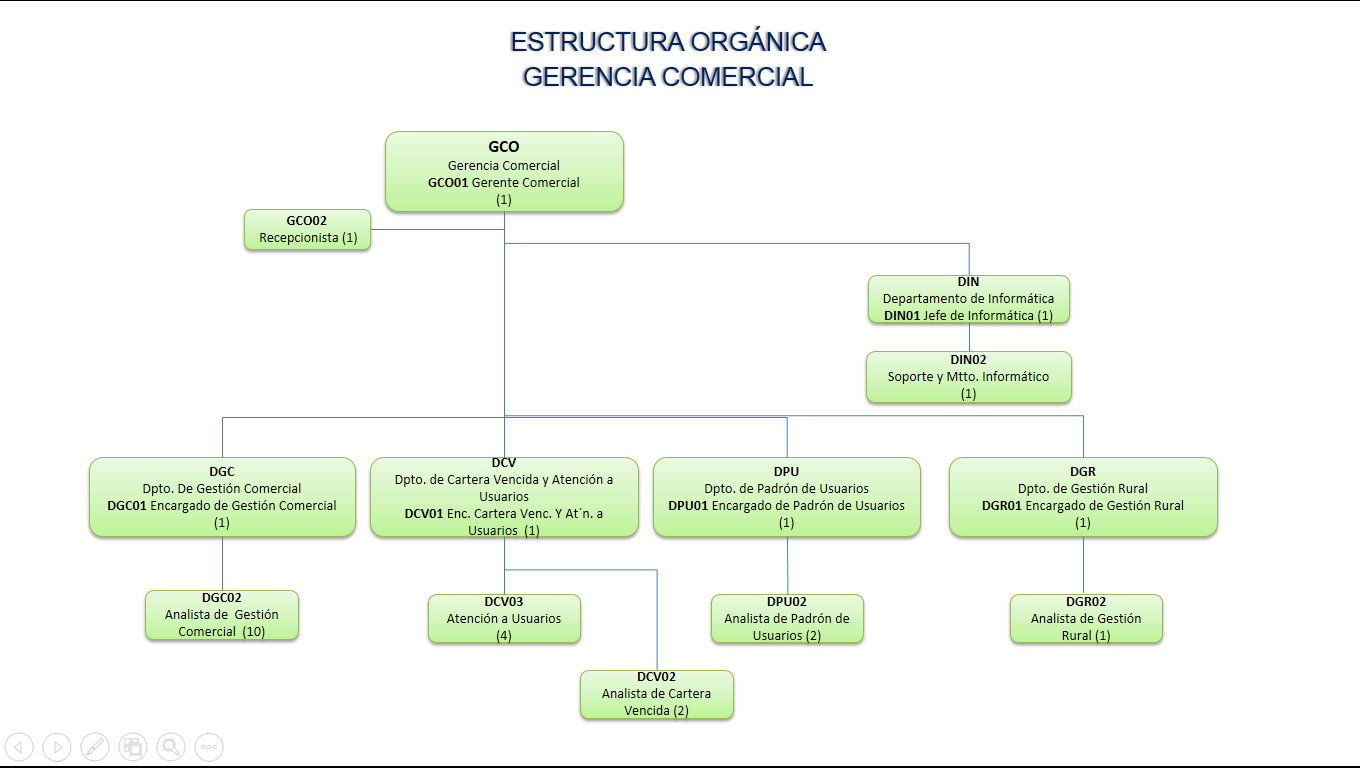 ESTRUCTURA ORGÁNICA
GERENCIA COMERCIAL
GCO
Gerencia Comercial
GCO01 Gerente Comercial
(1)
GCO02
Recepcionista (1)
DIN
Departamento de Informática
DIN01 Jefe de Informática (1)
DIN02
Soporte y Mtto. Informático
(1)
DGC
Dpto. De Gestión Comercial
DGC01 Encargado de Gestión Comercial
(1)
DCV
Dpto. de Cartera Vencida y Atención a
Usuarios
DCV01 Enc. Cartera Venc. Y At´n. a
Usuarios (1)
DPU
Dpto. de Padrón de Usuarios
DPU01 Encargado de Padrón de Usuarios
(1)
DGR
Dpto. de Gestión Rural
DGR01 Encargado de Gestión Rural
(1)
DGC02
Analista de Gestión
Comercial (10)
DCV03
Atención a Usuarios
(4)
DPU02
Analista de Padrón de
Usuarios (2)
DGR02
Analista de Gestión
Rural (1)
DCV02
Analista de Cartera
Vencida (2)